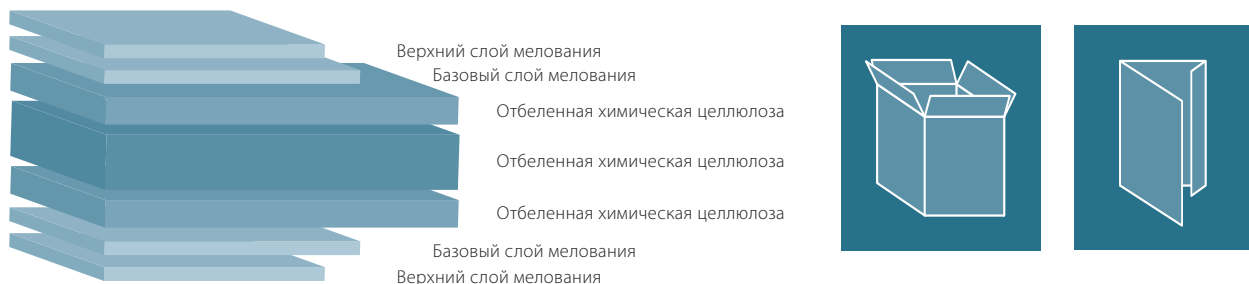 Верхний слой мелования
Базовый слой мелования
Отбеленная химическая целлюлоза
Отбеленная химическая целлюлоза
Отбеленная химическая целлюлоза
Базовый слой мелования
Верхний слой мелования